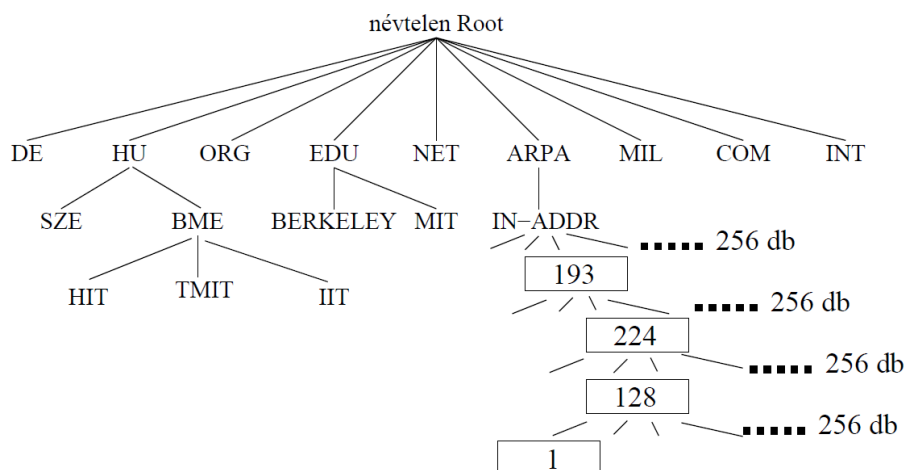 névtelen Root
DE HU ORG EDU NET ARPA MIL COM INT
SZE BME BERKELEY MIT IN−ADDR
256 db
193
HIT TMIT IIT
256 db
224
256 db
128
256 db
1